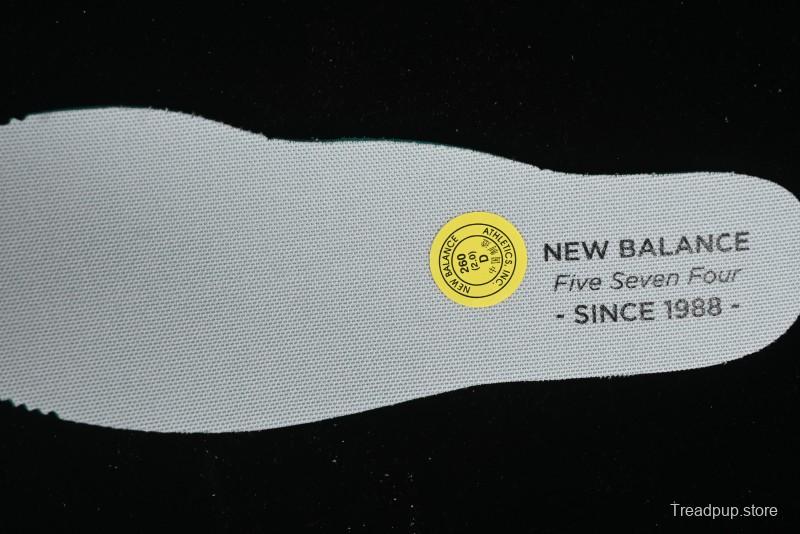 NEW BALANCE
Five Seven Four
- SINCE 1988 -
NEW BALANCE ATHLETICS, INC.
260
(2.0)
D
Treadpup.store